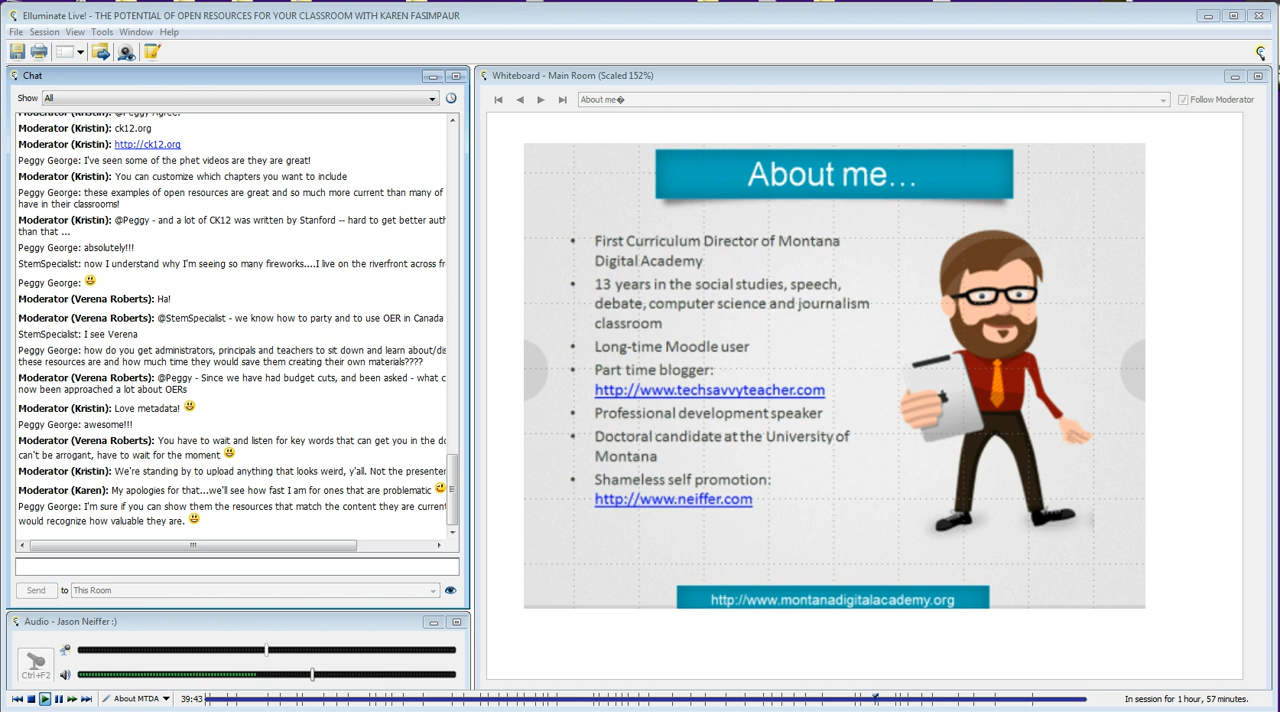 Elluminate Live! - THE POTENTIAL OF OPEN RESOURCES FOR YOUR CLASSROOM WITH KAREN FASIMPAUR
File Session View Tools Window Help
Chat
Show All
Moderator (Kristin): @Peggy Agree!
Moderator (Kristin): ck12.org
Moderator (Kristin): http://ck12.org
Peggy George: I've seen some of the phet videos are they are great!
Moderator (Kristin): You can customize which chapters you want to include
Peggy George: these examples of open resources are great and so much more current than many of
have in their classrooms!
Moderator (Kristin): @Peggy - and a lot of CK12 was written by Stanford -- hard to get better auth
than that ...
Peggy George: absolutely!!!
StemSpecialist: now I understand why I'm seeing so many fireworks....I live on the riverfront across fr
Peggy George:
Moderator (Verena Roberts): Ha!
Moderator (Verena Roberts): @StemSpecialist - we know how to party and to use OER in Canada
StemSpecialist: I see Verena
Peggy George: how do you get administrators, principals and teachers to sit down and learn about/dis
these resources are and how much time they would save them creating their own materials????
Moderator (Verena Roberts): @Peggy - Since we have had budget cuts, and been asked - what c
now been approached a lot about OERs
Moderator (Kristin): Love metadata!
Peggy George: awesome!!!
Moderator (Verena Roberts): You have to wait and listen for key words that can get you in the do
can't be arrogant, have to wait for the moment
Moderator (Kristin): We're standing by to upload anything that looks weird, y'all. Not the presenter
Moderator (Karen): My apologies for that...we'll see how fast I am for ones that are problematic
Peggy George: I'm sure if you can show them the resources that match the content they are current
would recognize how valuable they are.
Send to This Room
Audio - Jason Neiffer :)
Ctrl+F2
About MTDA 39:43
Whiteboard - Main Room (Scaled 152%)
About me�
Follow Moderator
About me…
• First Curriculum Director of Montana
Digital Academy
• 13 years in the social studies, speech,
debate, computer science and journalism
classroom
• Long-time Moodle user
• Part time blogger:
http://www.techsavvyteacher.com
• Professional development speaker
• Doctoral candidate at the University of
Montana
• Shameless self promotion:
http://www.neiffer.com
http://www.montanadigitalacademy.org
In session for 1 hour, 57 minutes.